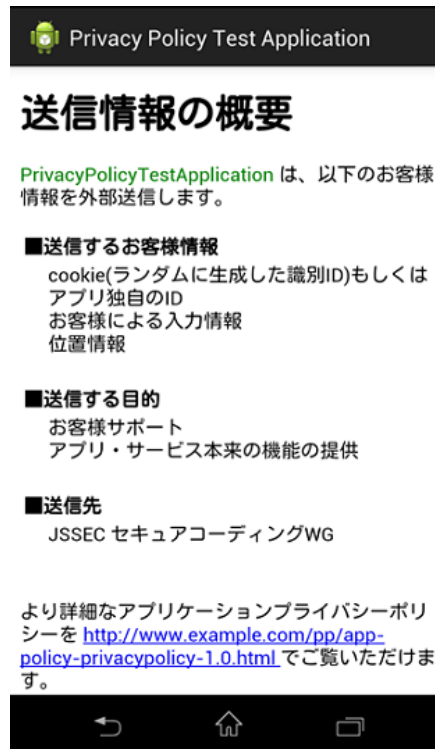 Privacy Policy Test Application
送信情報の概要
PrivacyPolicyTestApplication は、以下のお客様
情報を外部送信します。
■送信するお客様情報
cookie(ランダムに生成した識別ID)もしくは
アプリ独自のID
お客様による入力情報
位置情報
■送信する目的
お客様サポート
アプリ・サービス本来の機能の提供
■送信先
JSSEC セキュアコーディングWG
より詳細なアプリケーションプライバシーポリ
シーを http://www.example.com/pp/app-
policy-privacypolicy-1.0.html でご覧いただけま
す。